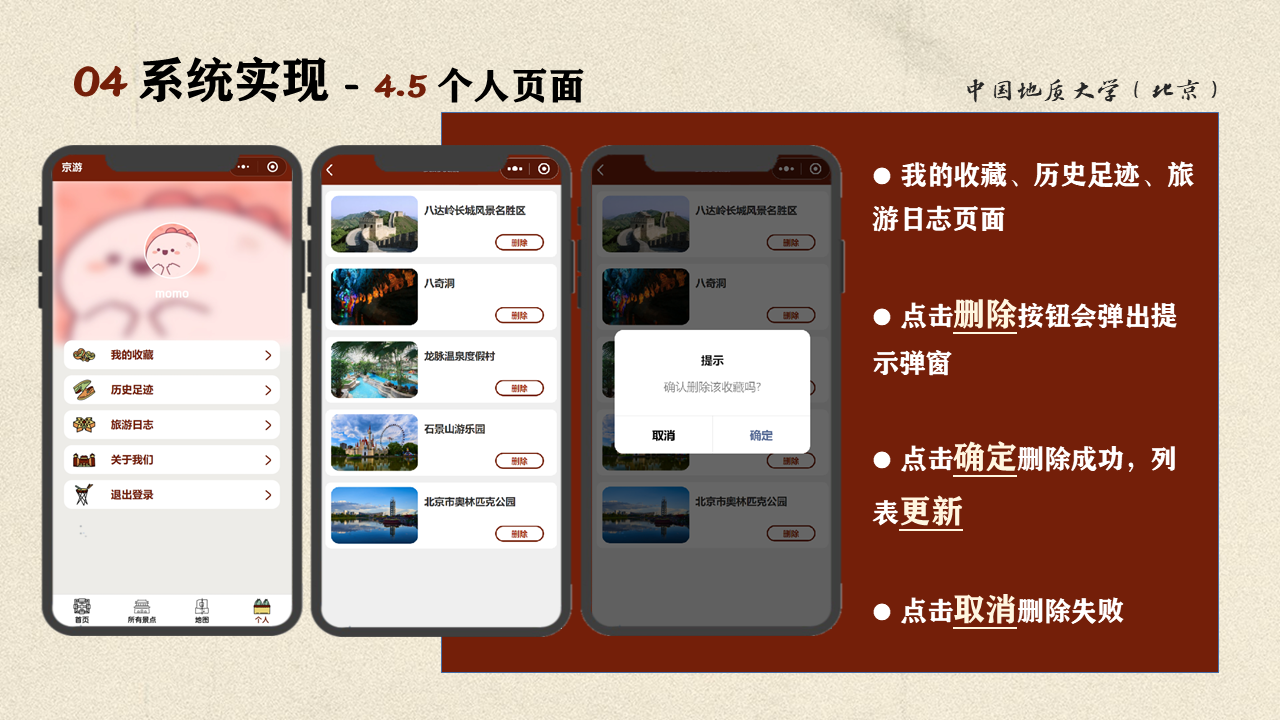 04 系统实现 - 4.5 个人页面
中国地质大学（北京）
京游
momo
我的收藏
历史足迹
旅游日志
关于我们
退出登录
首页
所有景点
地图
个人
八达岭长城风景名胜区
删除
八奇洞
删除
龙脉温泉度假村
删除
石景山游乐园
删除
北京市奥林匹克公园
删除
八达岭长城风景名胜区
删除
八奇洞
删除
提示
确认删除该收藏吗?
取消
确定
删除
北京市奥林匹克公园
删除
● 我的收藏、历史足迹、旅
游日志页面
● 点击删除按钮会弹出提
示弹窗
● 点击确定删除成功，列
表更新
● 点击取消删除失败